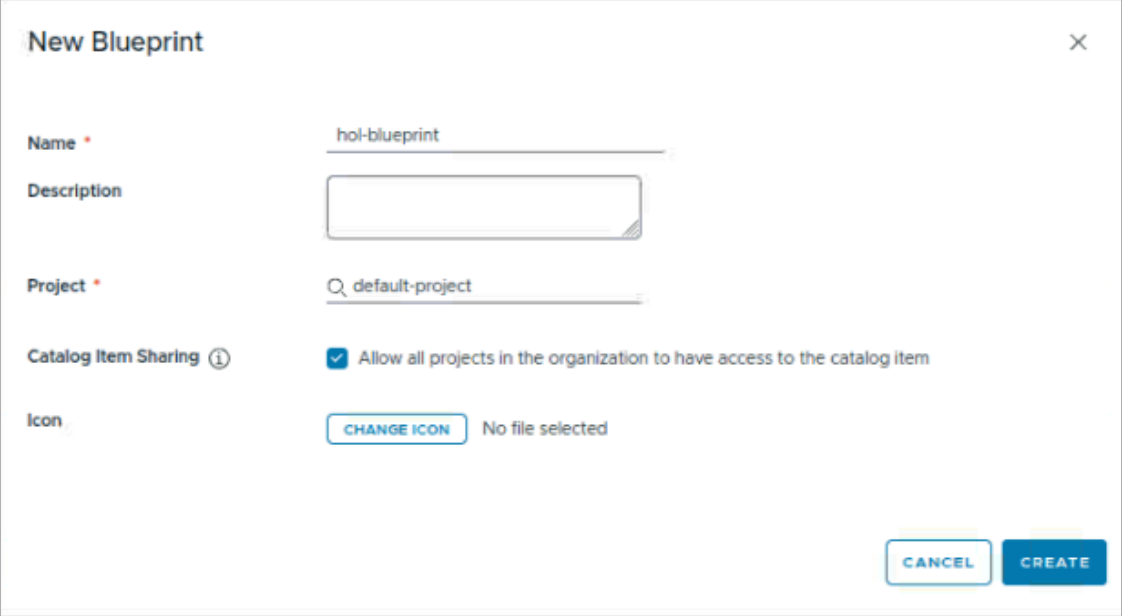 New Blueprint
Name *
hol-blueprint
Description
Project *
default-project
Catalog Item Sharing
Allow all projects in the organization to have access to the catalog item
Icon
CHANGE ICON No file selected
CANCEL CREATE